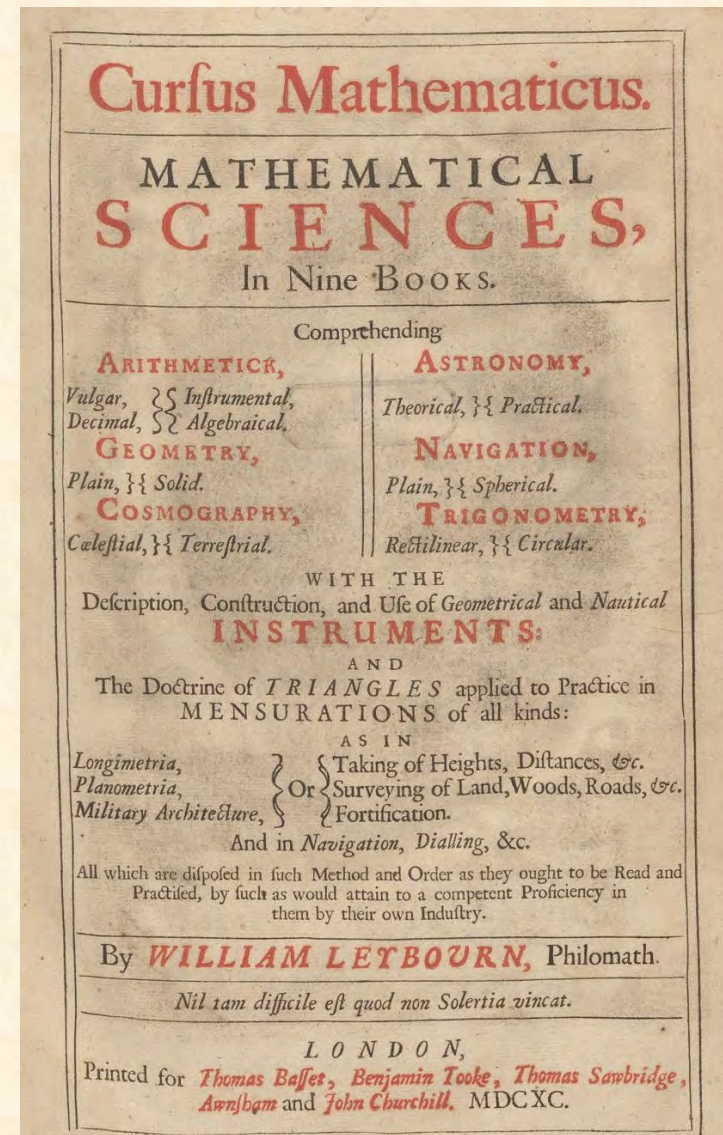 Curſus Mathematicus.
MATHEMATICAL
SCIENCES,
In Nine BOOKS.
Comprehending
ARITHMETICK,
Vulgar, }{ Inſtrumental,
Decimal, }{ Algebraical.
GEOMETRY,
Plain, }{ Solid.
COSMOGRAPHY,
Cœleſtial, }{ Terreſtrial.
ASTRONOMY,
Theorical, }{ Practical.
NAVIGATION,
Plain, }{ Spherical.
TRIGONOMETRY,
Rectilinear, }{ Circular.
WITH THE
Deſcription, Conſtruction, and Uſe of Geometrical and Nautical
INSTRUMENTS:
AND
The Doctrine of TRIANGLES applied to Practice in
MENSURATIONS of all kinds:
AS IN
Longimetria, } { Taking of Heights, Diſtances, &c.
Planometria, } Or { Surveying of Land, Woods, Roads, &c.
Military Architecture, } { Fortification.
And in Navigation, Dialling, &c.
All which are diſpoſed in ſuch Method and Order as they ought to be Read and
Practiſed, by ſuch as would attain to a competent Proficiency in
them by their own Induſtry.
By WILLIAM LEYBOURN, Philomath.
Nil tam difficile eſt quod non Solertia vincat.
LONDON,
Printed for Thomas Baſſet, Benjamin Tooke, Thomas Sawbridge,
Awnſham and John Churchill. MDCXC.